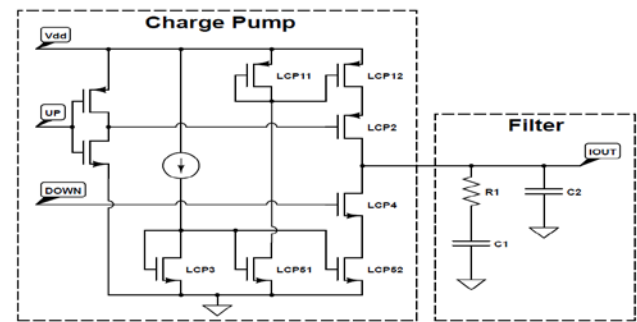 Charge Pump
Vdd
LCP11
LCP12
UP
LCP2
Filter
IOUT
DOWN
LCP4
R1
C2
C1
LCP3
LCP51
LCP52